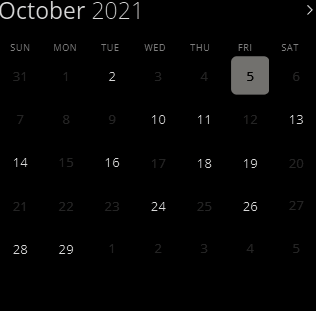 October 2021
SUN MON TUE WED THU FRI SAT
31 1 2 3 4 5 6
7 8 9 10 11 12 13
14 15 16 17 18 19 20
21 22 23 24 25 26 27
28 29 1 2 3 4 5